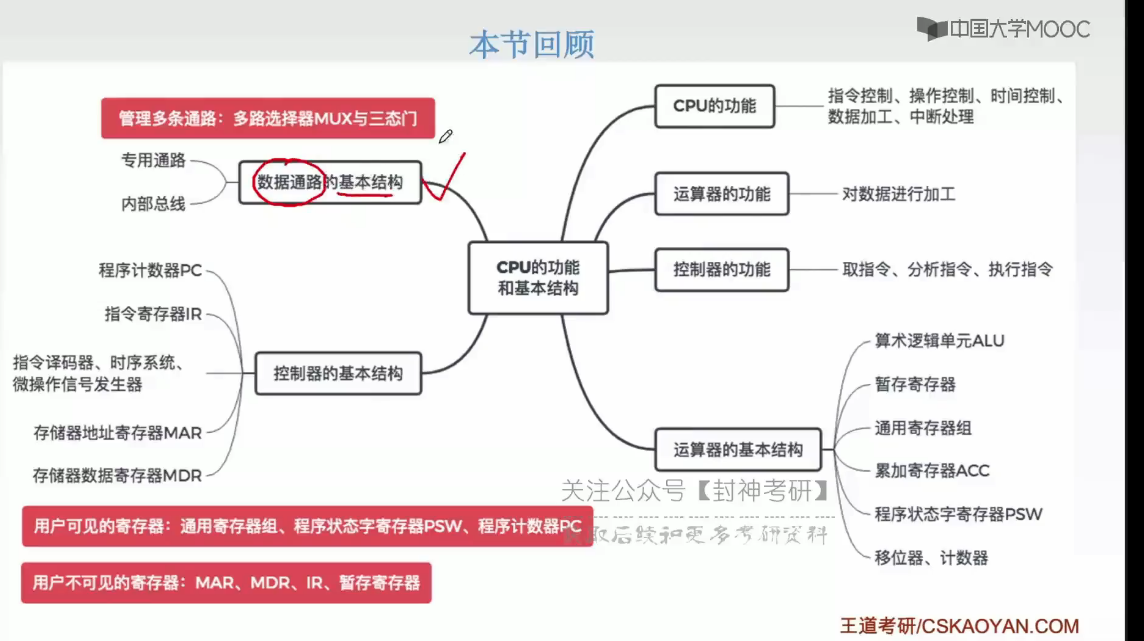 中国大学MOOC
本节回顾
管理多条通路：多路选择器MUX与三态门
专用通路
数据通路的基本结构
内部总线
程序计数器PC
指令寄存器IR
指令译码器、时序系统、
微操作信号发生器
控制器的基本结构
存储器地址寄存器MAR
存储器数据寄存器MDR
CPU的功能
和基本结构
CPU的功能
指令控制、操作控制、时间控制、
数据加工、中断处理
运算器的功能
对数据进行加工
控制器的功能
取指令、分析指令、执行指令
运算器的基本结构
算术逻辑单元ALU
暂存寄存器
通用寄存器组
累加寄存器ACC
程序状态字寄存器PSW
移位器、计数器
关注公众号【封神考研】
取后续和更多考研资料
用户可见的寄存器：通用寄存器组、程序状态字寄存器PSW、程序计数器PC
用户不可见的寄存器：MAR、MDR、IR、暂存寄存器
王道考研/CSKAOYAN.COM